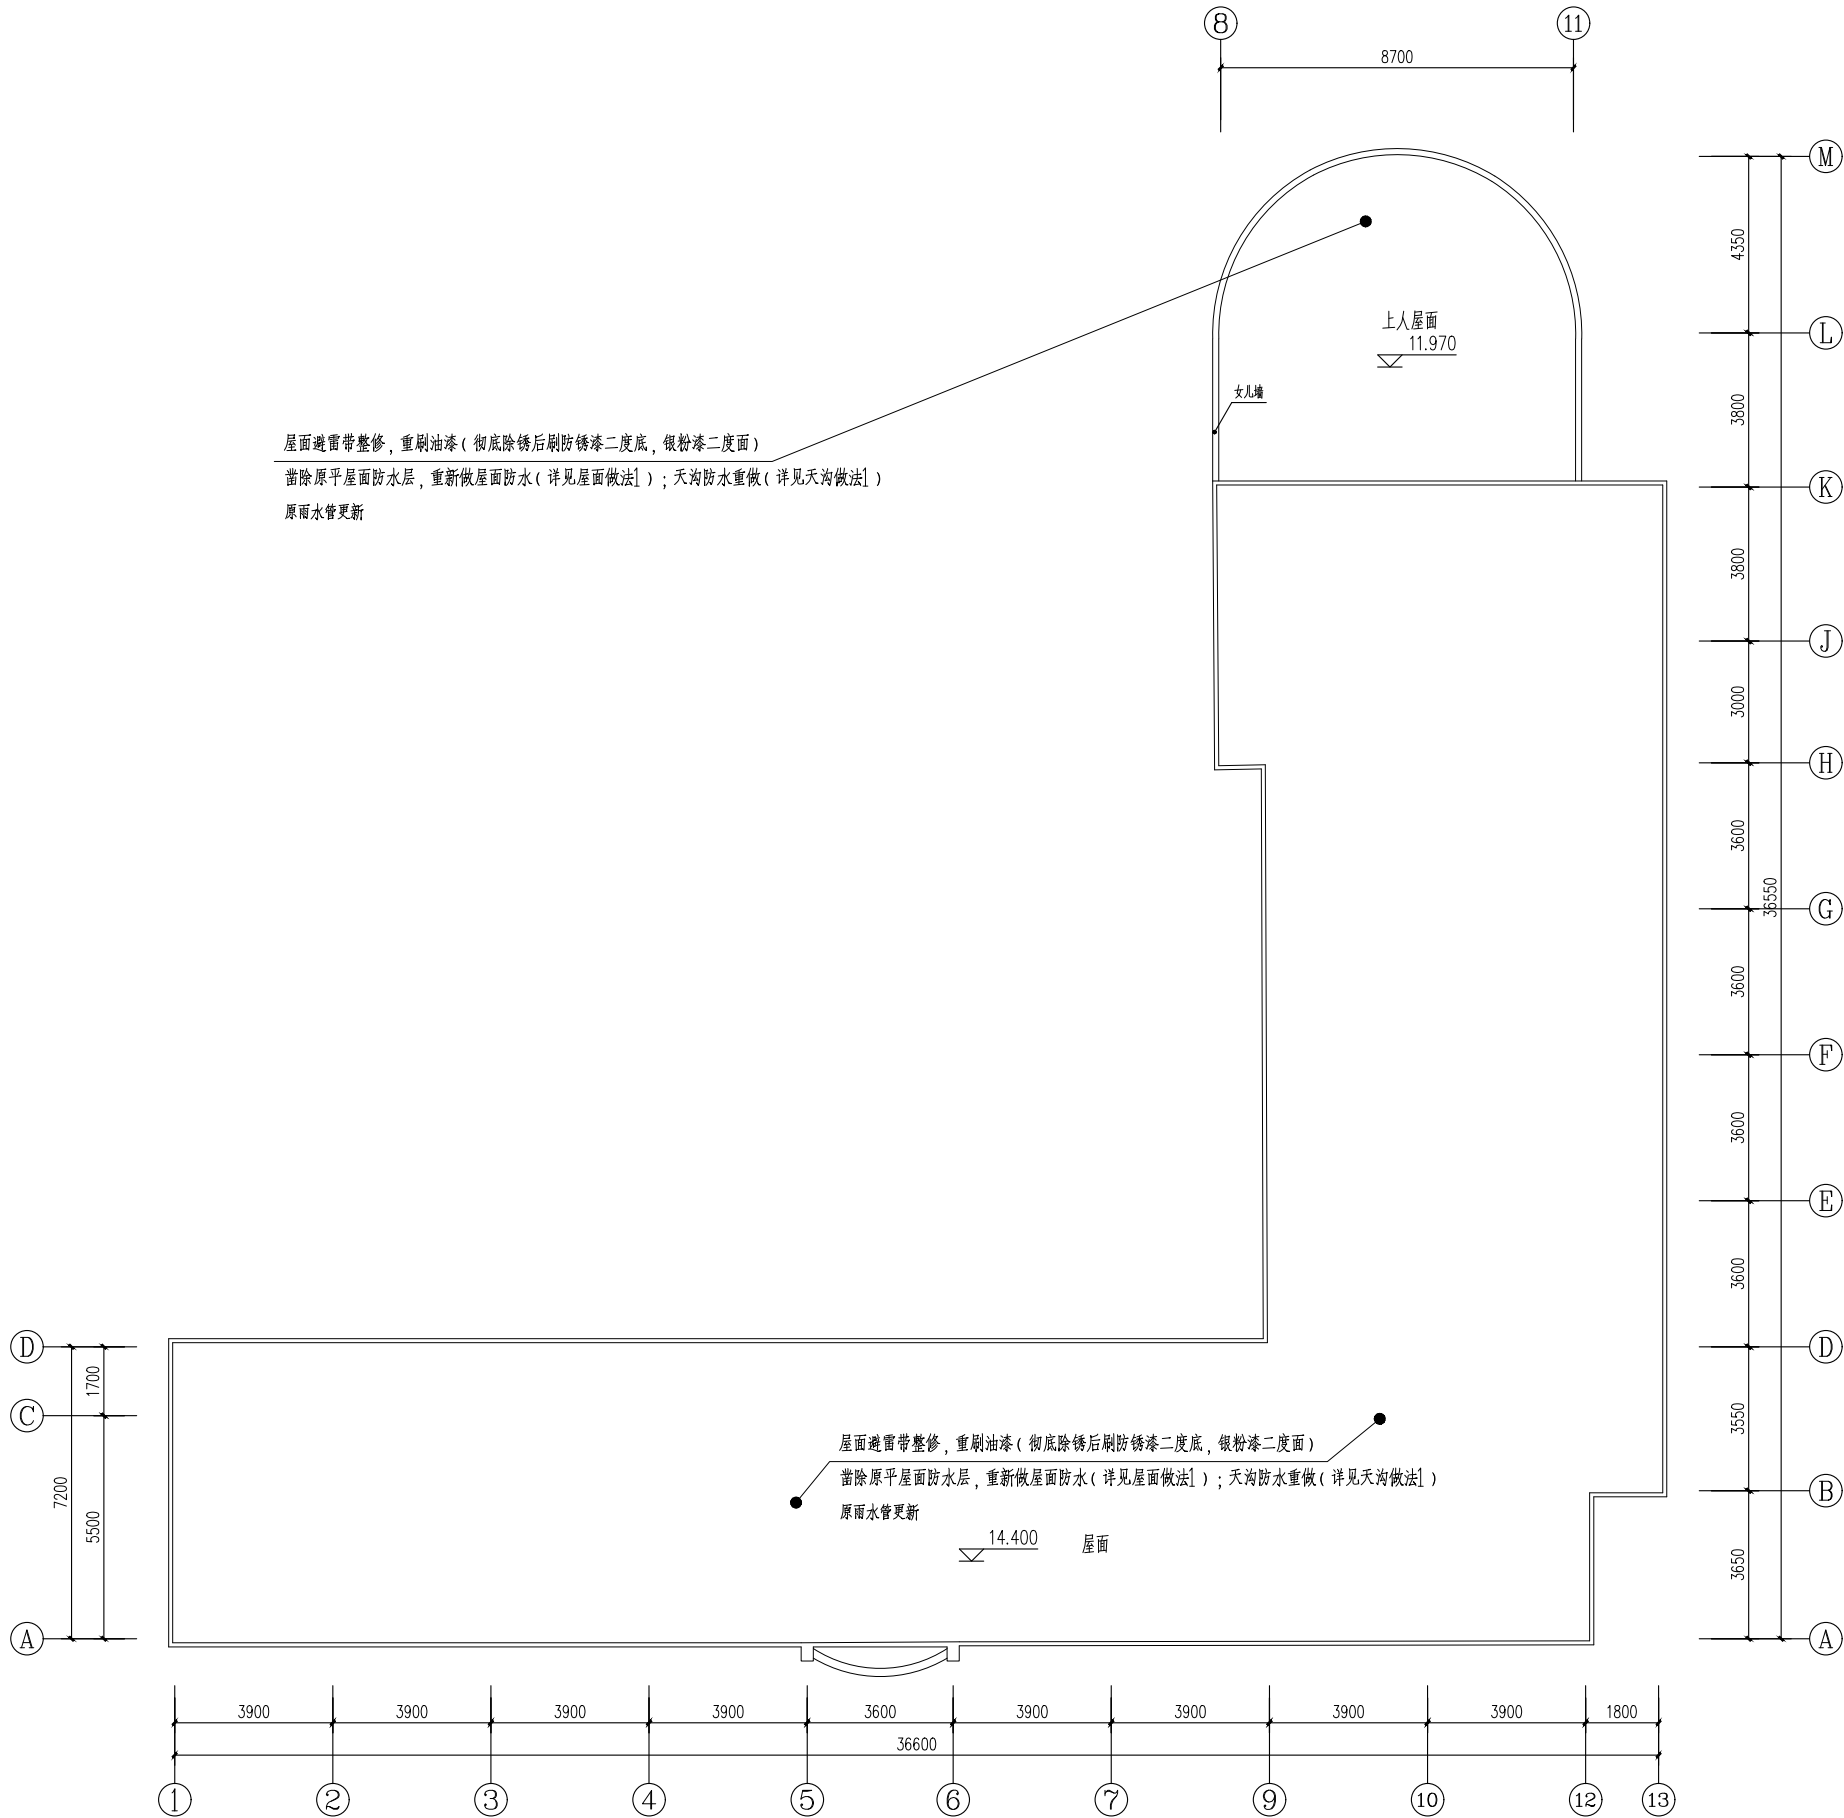 8
11
8700
M
4350
上人屋面
11.970
L
女儿墙
3800
屋面避雷带整修，重刷油漆（彻底除锈后刷防锈漆二度底，银粉漆二度面）
凿除原平屋面防水层，重新做屋面防水（详见屋面做法1）；天沟防水重做（详见天沟做法1）
原雨水管更新
K
3800
J
3000
H
3600
36550
G
3600
F
3600
E
3600
D
D
1700
C
3550
7200
5500
屋面避雷带整修，重刷油漆（彻底除锈后刷防锈漆二度底，银粉漆二度面）
凿除原平屋面防水层，重新做屋面防水（详见屋面做法1）；天沟防水重做（详见天沟做法1）
原雨水管更新
B
14.400 屋面
3650
A
A
3900 3900 3900 3900 3600 3900 3900 3900 3900 1800
36600
1 2 3 4 5 6 7 9 10 12 13